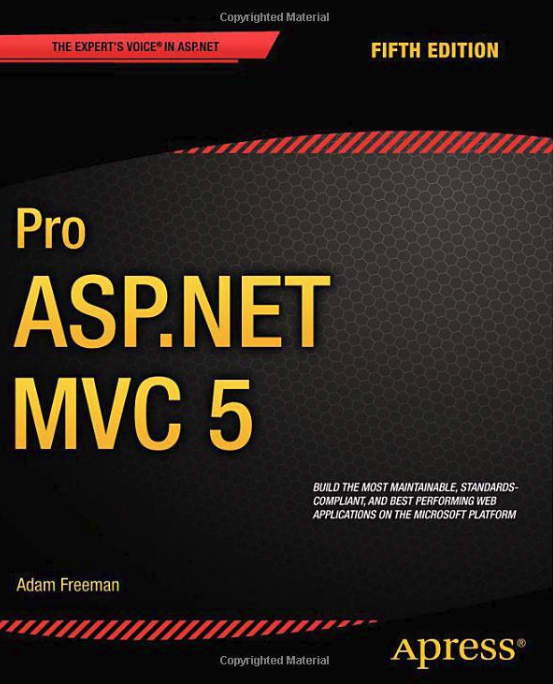 Copyrighted Material
THE EXPERT'S VOICE® IN ASP.NET
FIFTH EDITION
Pro
ASP.NET
MVC 5
BUILD THE MOST MAINTAINABLE, STANDARDS-
COMPLIANT, AND BEST PERFORMING WEB
APPLICATIONS ON THE MICROSOFT PLATFORM
Adam Freeman
Apress®
Copyrighted Material